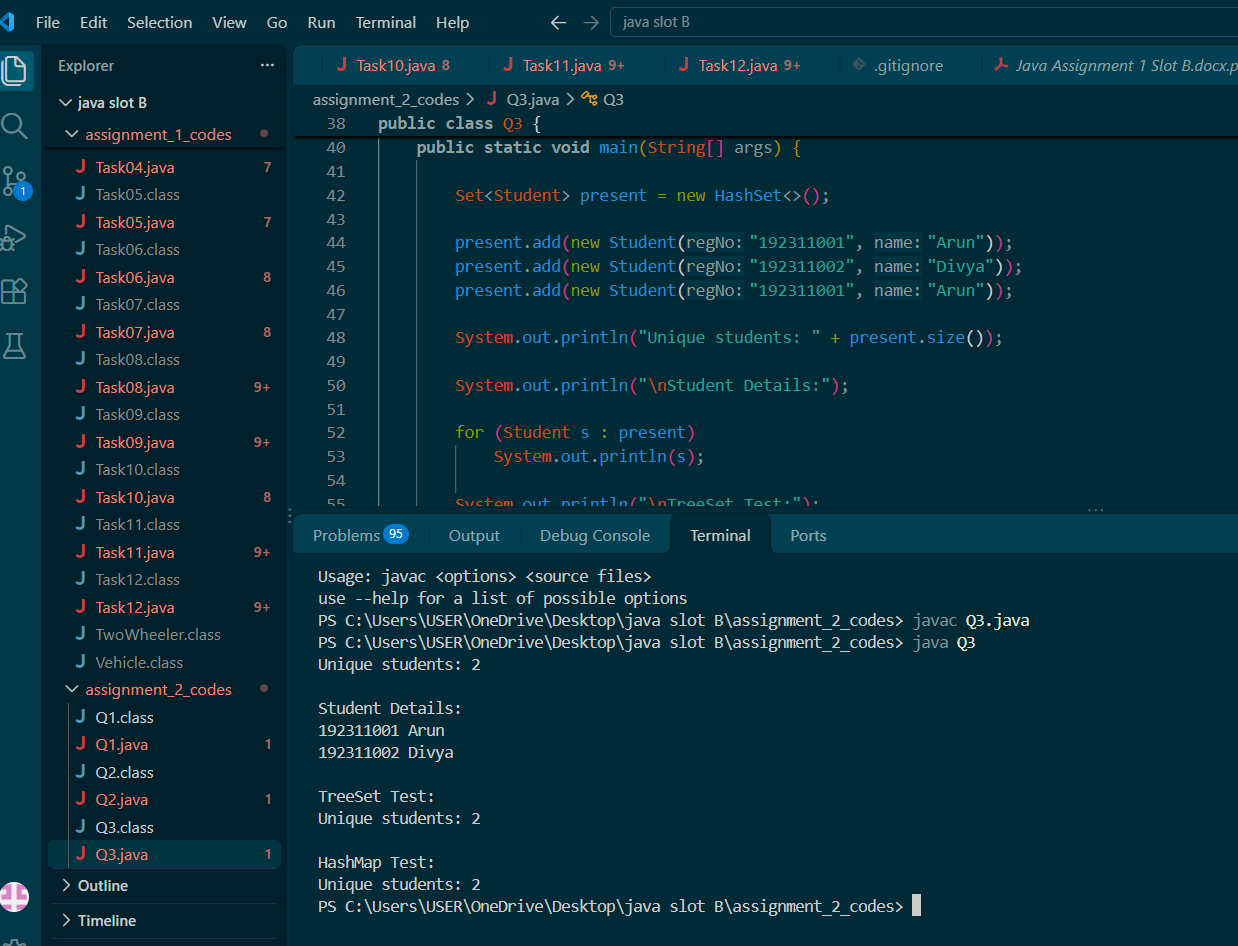 File Edit Selection View Go Run Terminal Help
java slot B
Explorer
java slot B
assignment_1_codes
Task04.java 7
Task05.class
Task05.java 7
Task06.class
Task06.java 8
Task07.class
Task07.java 8
Task08.class
Task08.java 9+
Task09.class
Task09.java 9+
Task10.class
Task10.java 8
Task11.class
Task11.java 9+
Task12.class
Task12.java 9+
TwoWheeler.class
Vehicle.class
assignment_2_codes
Q1.class
Q1.java 1
Q2.class
Q2.java 1
Q3.class
Q3.java 1
Outline
Timeline
1
Task10.java 8 Task11.java 9+ Task12.java 9+ .gitignore Java Assignment 1 Slot B.docx.p
assignment_2_codes > Q3.java > Q3
38 public class Q3 {
40 public static void main(String[] args) {
41
42 Set<Student> present = new HashSet<>();
43
44 present.add(new Student(regNo: "192311001", name: "Arun"));
45 present.add(new Student(regNo: "192311002", name: "Divya"));
46 present.add(new Student(regNo: "192311001", name: "Arun"));
47
48 System.out.println("Unique students: " + present.size());
49
50 System.out.println("\nStudent Details:");
51
52 for (Student s : present)
53 System.out.println(s);
54
55 System.out.println("\nTreeSet Test:");
Problems 95 Output Debug Console Terminal Ports
Usage: javac <options> <source files>
use --help for a list of possible options
PS C:\Users\USER\OneDrive\Desktop\java slot B\assignment_2_codes> javac Q3.java
PS C:\Users\USER\OneDrive\Desktop\java slot B\assignment_2_codes> java Q3
Unique students: 2
Student Details:
192311001 Arun
192311002 Divya
TreeSet Test:
Unique students: 2
HashMap Test:
Unique students: 2
PS C:\Users\USER\OneDrive\Desktop\java slot B\assignment_2_codes>